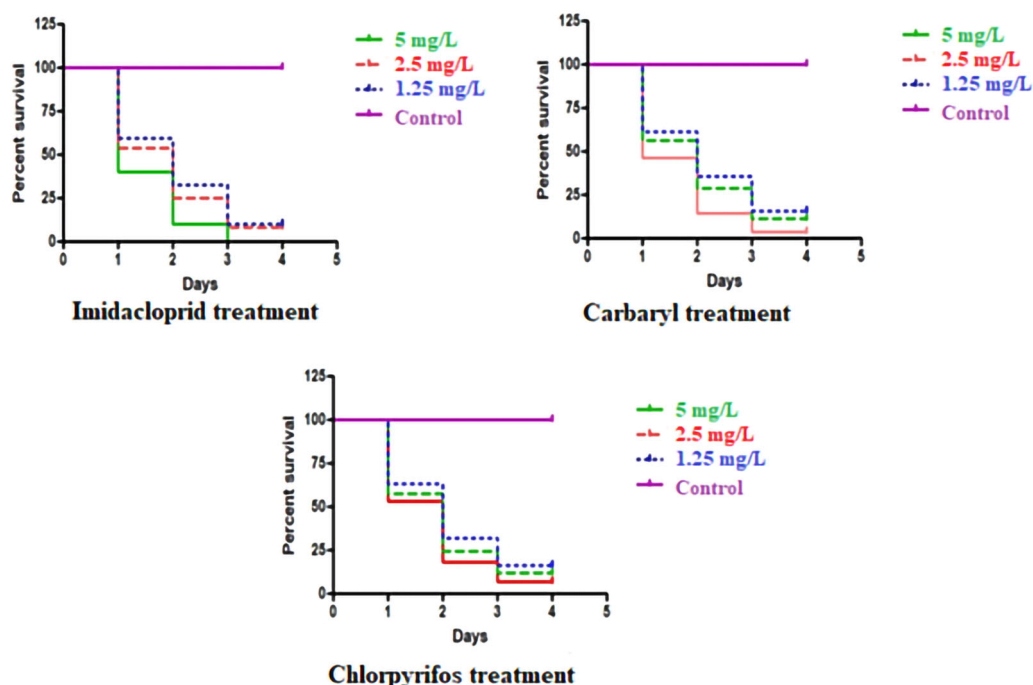 125
100
75
50
25
0
Percent survival
0 1 2 3 4 5
Days
5 mg/L
2.5 mg/L
1.25 mg/L
Control
Imidacloprid treatment
125
100
75
50
25
0
Percent survival
0 1 2 3 4 5
Days
5 mg/L
2.5 mg/L
1.25 mg/L
Control
Carbaryl treatment
125
100
75
50
25
0
Percent survival
0 1 2 3 4 5
Days
5 mg/L
2.5 mg/L
1.25 mg/L
Control
Chlorpyrifos treatment